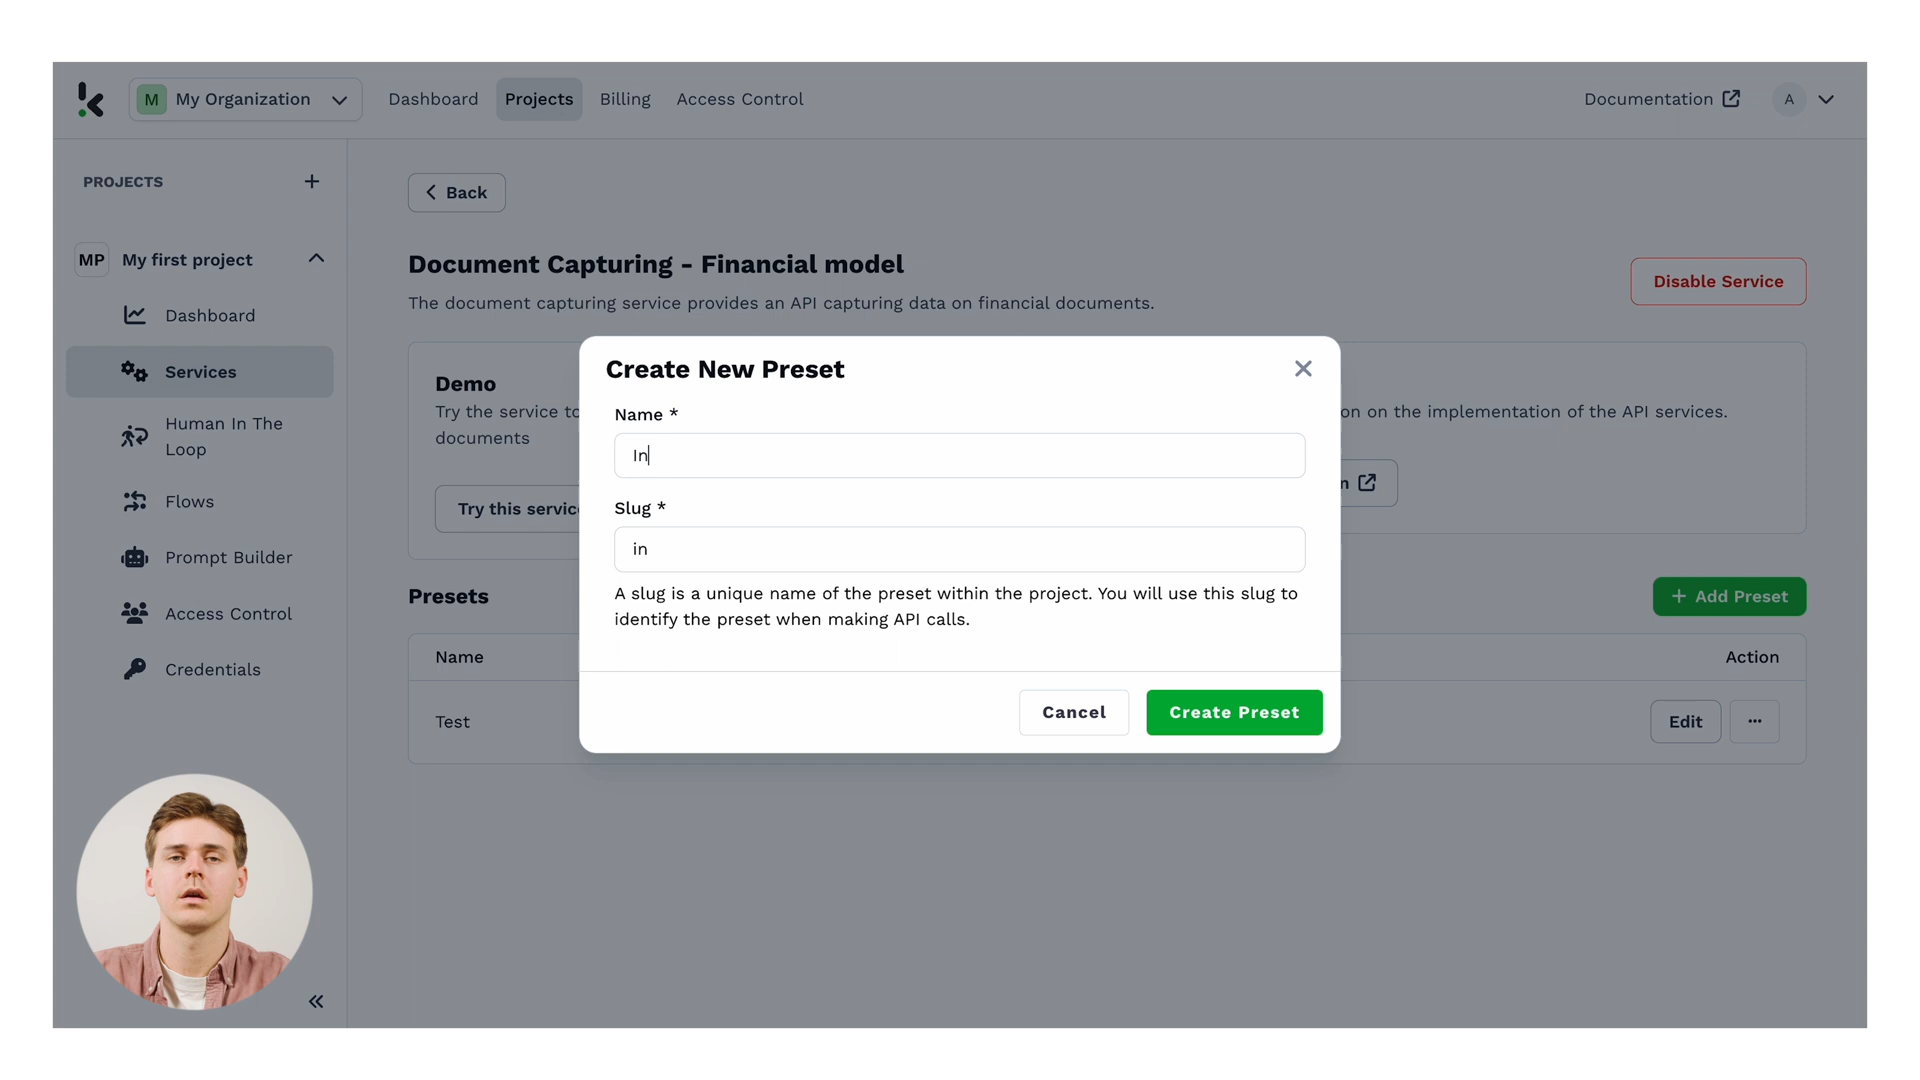 M My Organization
Dashboard
Projects
Billing
Access Control
Documentation
A
PROJECTS
MP My first project
Dashboard
Services
Human In The
Loop
Flows
Prompt Builder
Access Control
Credentials
Back
Document Capturing - Financial model
The document capturing service provides an API capturing data on financial documents.
Disable Service
Demo
Try the service to
documents
Try this service
on on the implementation of the API services.
n
Presets
+ Add Preset
Name
Action
Test
Edit
...
Create New Preset
Name *
In
Slug *
in
A slug is a unique name of the preset within the project. You will use this slug to
identify the preset when making API calls.
Cancel
Create Preset